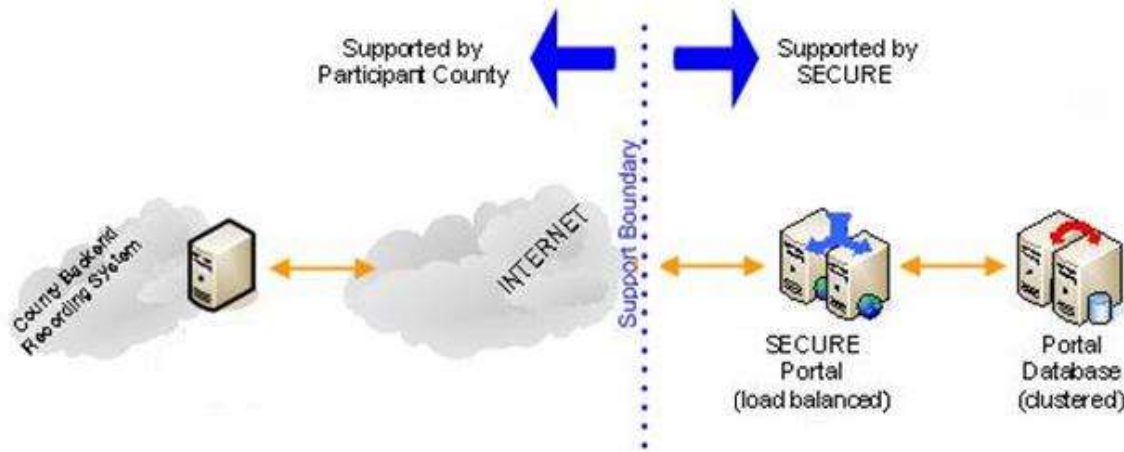 Supported by
Participant County
Supported by
SECURE
County Backend
Recording System
INTERNET
Support Boundary
SECURE
Portal
(load balanced)
Portal
Database
(clustered)